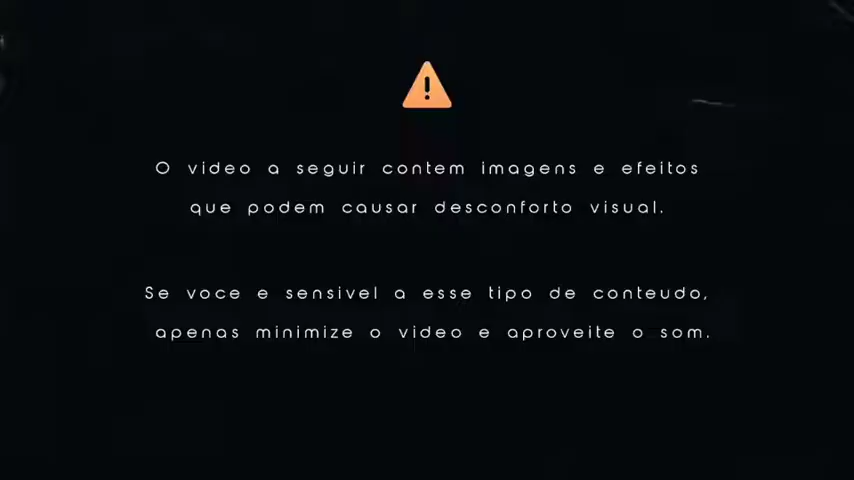 O video a seguir contem imagens e efeitos
que podem causar desconforto visual.
Se voce e sensivel a esse tipo de conteudo,
apenas minimize o video e aproveite o som.